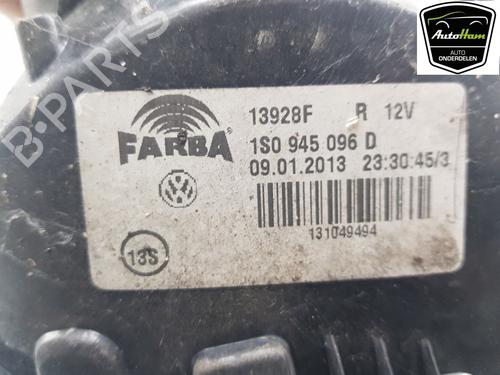 AutoHam
AUTO
ONDERDELEN
B-PARTS
FARBA
13928F R 12V
1S0 945 096 D
09.01.2013 23:30:45/3
131049494
13S